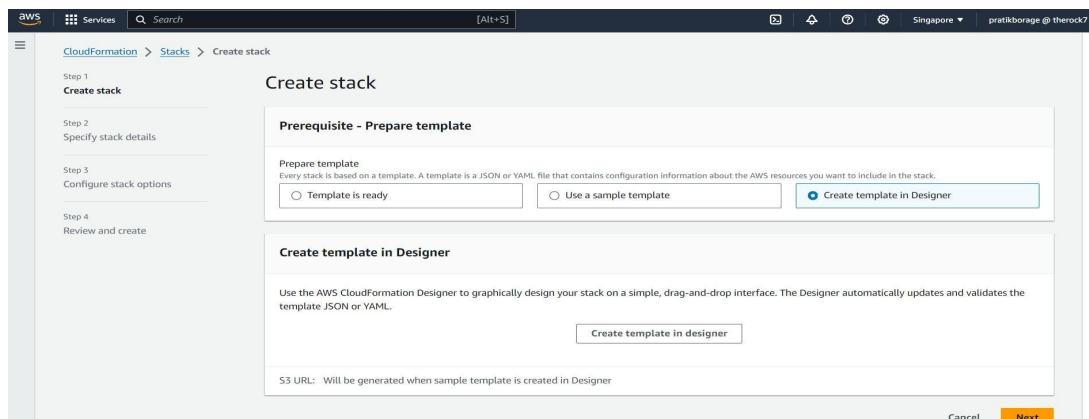 aws
Services
Search
[Alt+S]
Singapore
pratikborage @ therock7
CloudFormation > Stacks > Create stack
Step 1
Create stack
Step 2
Specify stack details
Step 3
Configure stack options
Step 4
Review and create
Create stack
Prerequisite - Prepare template
Prepare template
Every stack is based on a template. A template is a JSON or YAML file that contains configuration information about the AWS resources you want to include in the stack.
Template is ready
Use a sample template
Create template in Designer
Create template in Designer
Use the AWS CloudFormation Designer to graphically design your stack on a simple, drag-and-drop interface. The Designer automatically updates and validates the
template JSON or YAML.
Create template in designer
S3 URL: Will be generated when sample template is created in Designer
Cancel
Next